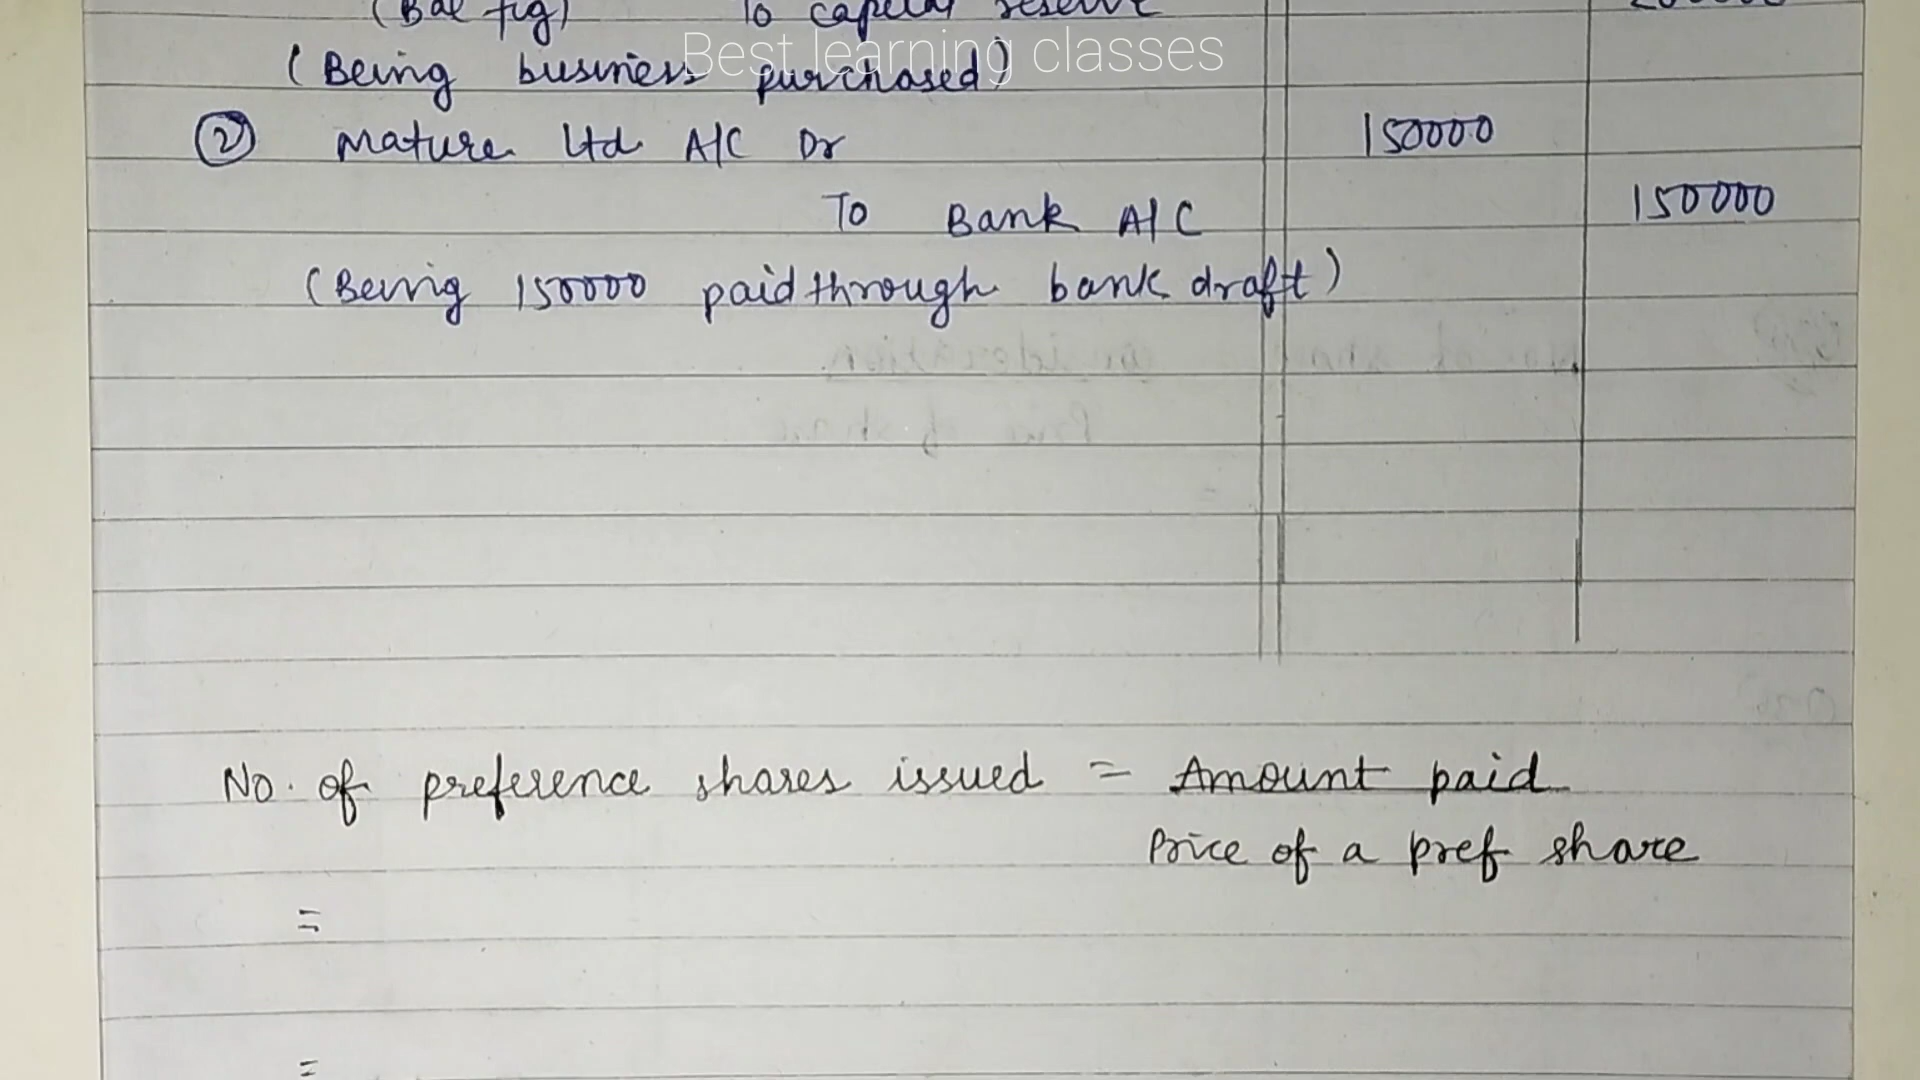 (Bal fig) To capital reserve
Best learning classes
(Being business purchased)
② Mature Ltd A/C Dr 150000
To Bank A/C 150000
(Being 150000 paid through bank draft)
No. of preference shares issued = Amount paid
Price of a pref share
=
=